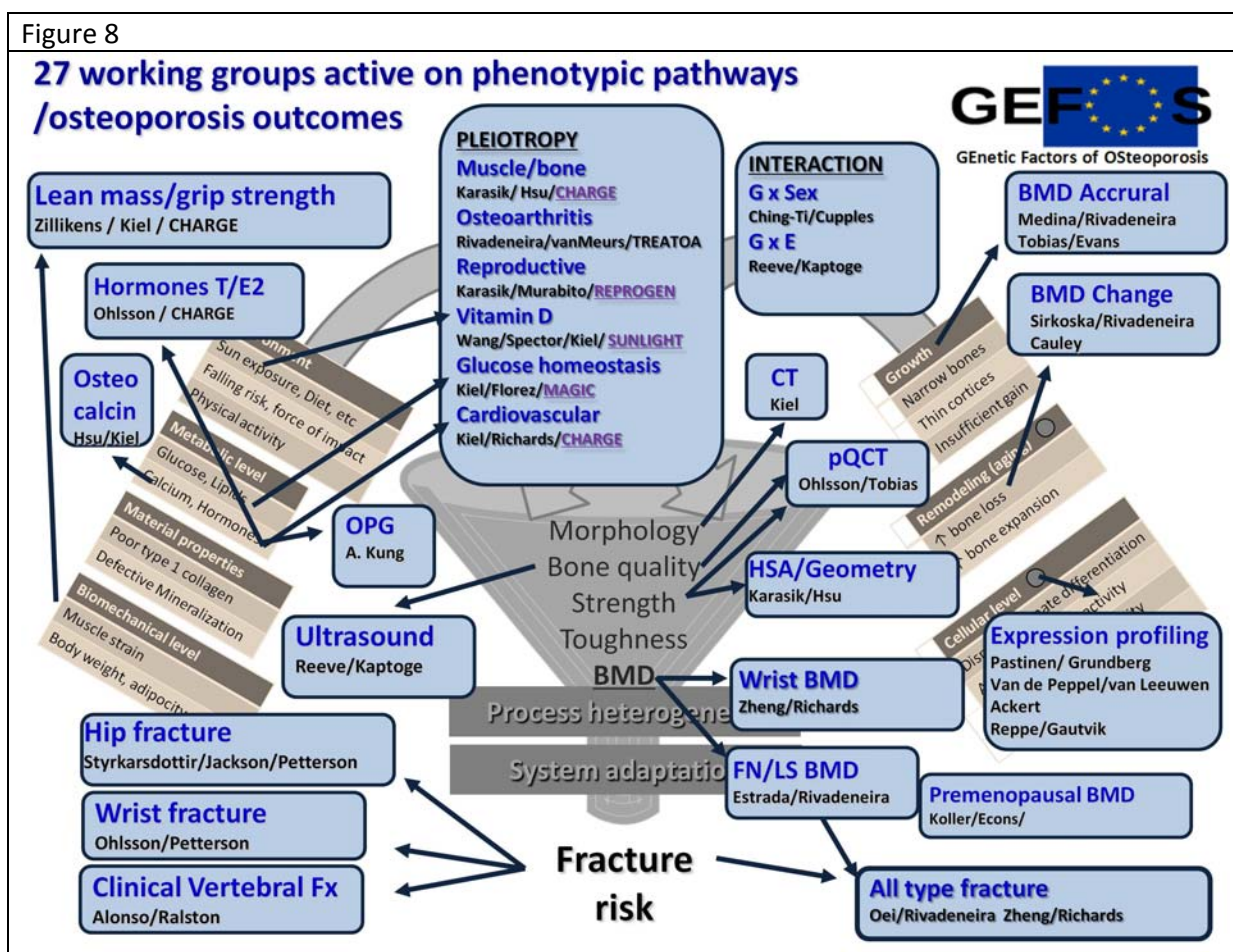 Figure 8
27 working groups active on phenotypic pathways
/osteoporosis outcomes
GEFOS
GEnetic Factors of OSteoporosis
PLEIOTROPY
Muscle/bone
Karasik/ Hsu/CHARGE
Osteoarthritis
Rivadeneira/vanMeurs/TREATOA
Reproductive
Karasik/Murabito/REPROGEN
Vitamin D
Wang/Spector/Kiel/ SUNLIGHT
Glucose homeostasis
Kiel/Florez/MAGIC
Cardiovascular
Kiel/Richards/CHARGE
INTERACTION
G x Sex
Ching-Ti/Cupples
G x E
Reeve/Kaptoge
Lean mass/grip strength
Zillikens / Kiel / CHARGE
Hormones T/E2
Ohlsson / CHARGE
Osteo
calcin
Hsu/Kiel
BMD Accrural
Medina/Rivadeneira
Tobias/Evans
BMD Change
Sirkoska/Rivadeneira
Cauley
Sun exposure, Diet, etc
Falling risk, force of impact
Physical activity
Metabolic level
Glucose, Lipids
Calcium, Hormones
Material properties
Poor type 1 collagen
Defective Mineralization
Biomechanical level
Muscle strain
Body weight, adipocity
Growth
Narrow bones
Thin cortices
Insufficient gain
Remodeling (aging)
↑ bone loss
↑ bone expansion
Cellular level
differentiation
CT
Kiel
pQCT
Ohlsson/Tobias
OPG
A. Kung
HSA/Geometry
Karasik/Hsu
Ultrasound
Reeve/Kaptoge
Morphology
Bone quality
Strength
Toughness
BMD
Process
System
Wrist BMD
Zheng/Richards
Expression profiling
Pastinen/ Grundberg
Van de Peppel/van Leeuwen
Ackert
Reppe/Gautvik
FN/LS BMD
Estrada/Rivadeneira
Premenopausal BMD
Koller/Econs/
Hip fracture
Styrkarsdottir/Jackson/Petterson
Wrist fracture
Ohlsson/Petterson
Clinical Vertebral Fx
Alonso/Ralston
Fracture
risk
All type fracture
Oei/Rivadeneira Zheng/Richards